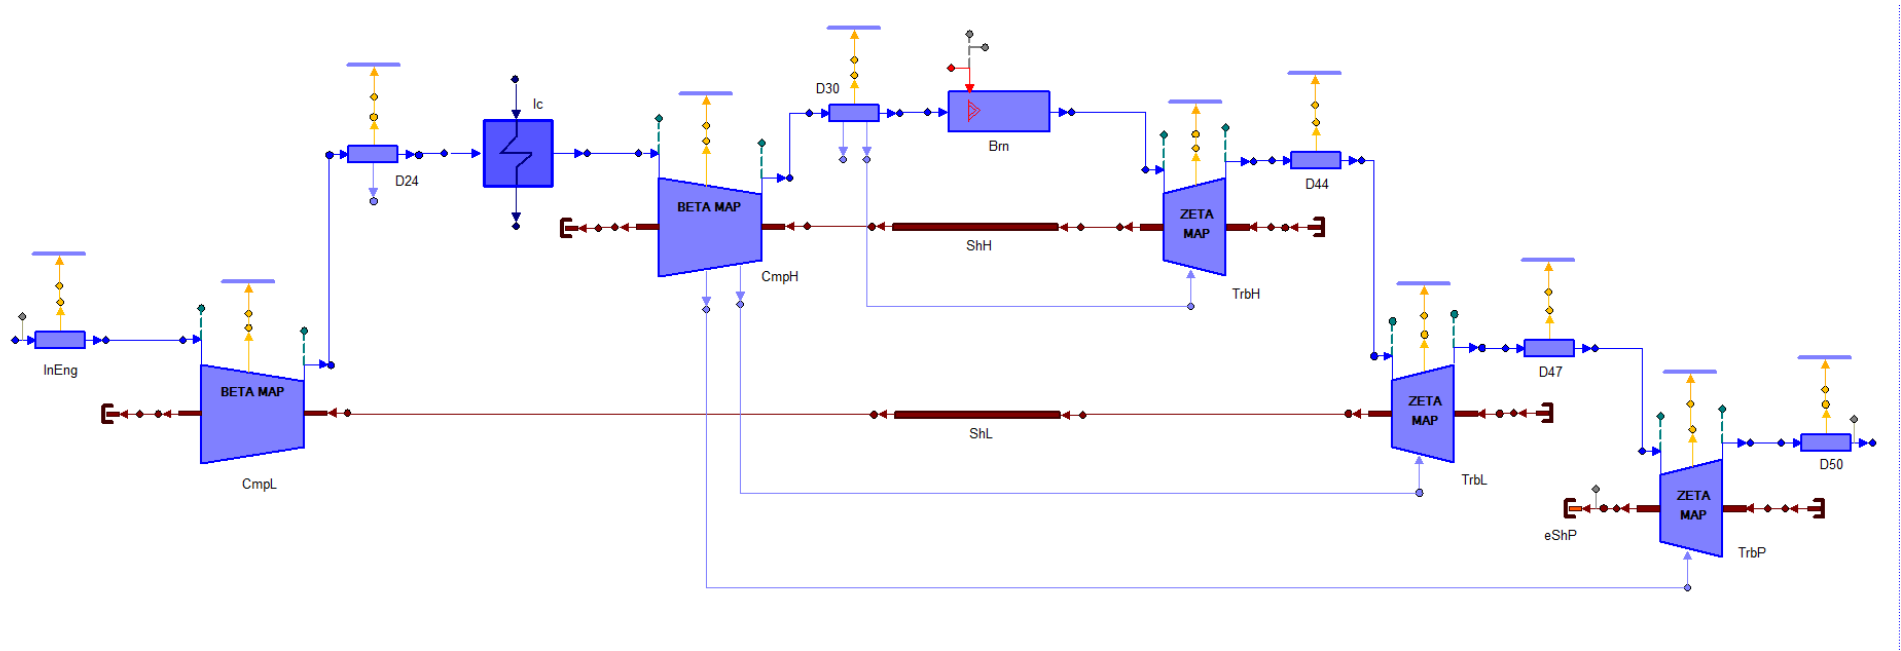 InEng
BETA MAP
CmpL
D24
Ic
BETA MAP
CmpH
D30
Brn
ShH
ShL
ZETA
MAP
TrbH
D44
ZETA
MAP
TrbL
D47
eShP
ZETA
MAP
TrbP
D50